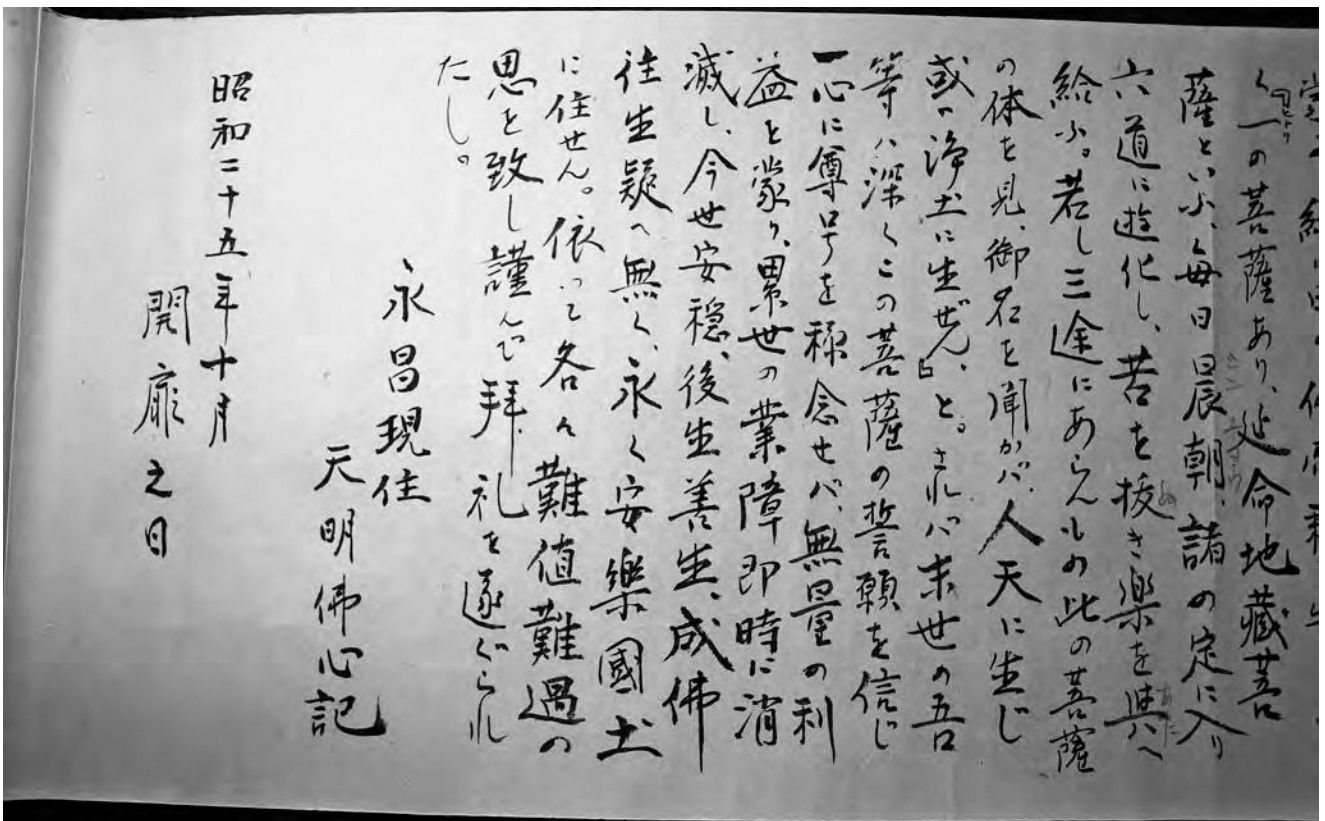 く一の菩薩あり、延命地藏菩
薩といふ、毎日晨朝、諸の定に入り
六道に遊化し、苦を抜き楽を與へ
給ふ。若し三途にあらんもの此の菩薩
の体を見、御名を聞かバ、人天に生じ
或ハ浄土に生ぜん、と。されバ末世の吾
等ハ深くこの菩薩の誓願を信じ
一心に尊号を稱念せバ、無量の利
益を蒙り、累世の業障即時に消
滅し、今世安穏、後生善生、成佛
往生疑ヘ無く、永く安樂國土
に住せん。依って各々難値難遇の
思を致し謹んで拝礼を遂ぐられ
たし。
永昌現住
天明佛心記
昭和二十五年十月
開扉之日